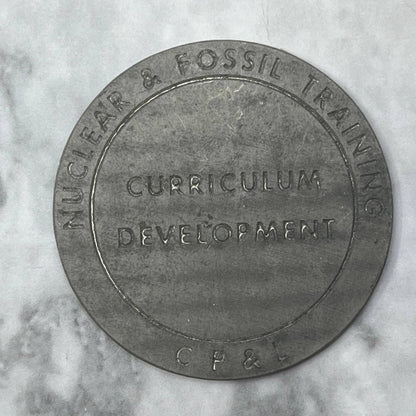 NUCLEAR & FOSSIL TRAINING
CURRICULUM
DEVELOPMENT
CP&L